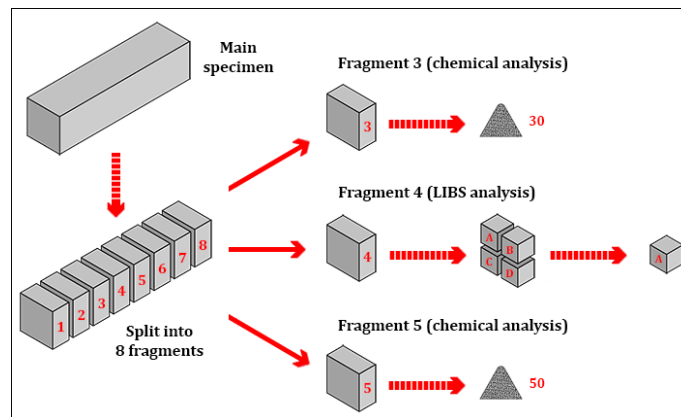 Main
specimen
Fragment 3 (chemical analysis)
3
30
Fragment 4 (LIBS analysis)
4
A
B
C
D
A
1
2
3
4
5
6
7
8
Split into
8 fragments
Fragment 5 (chemical analysis)
5
50